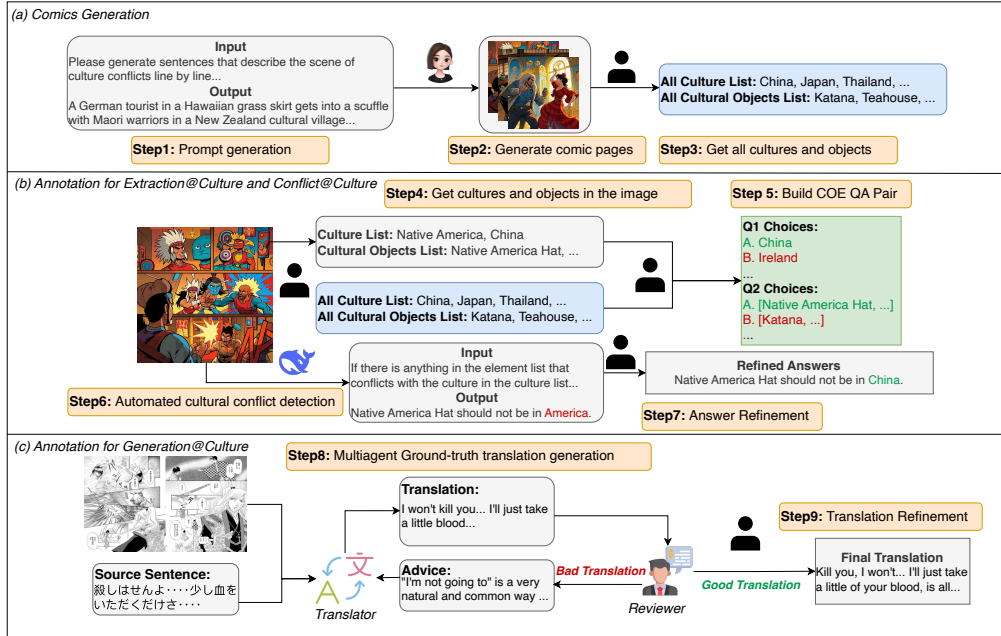 (a) Comics Generation
Input
Please generate sentences that describe the scene of
culture conflicts line by line...
Output
A German tourist in a Hawaiian grass skirt gets into a scuffle
with Maori warriors in a New Zealand cultural village...
All Culture List: China, Japan, Thailand, ...
All Cultural Objects List: Katana, Teahouse, ...
Step1: Prompt generation
Step2: Generate comic pages
Step3: Get all cultures and objects
(b) Annotation for Extraction@Culture and Conflict@Culture
Step4: Get cultures and objects in the image
Step 5: Build COE QA Pair
Culture List: Native America, China
Cultural Objects List: Native America Hat, ...
All Culture List: China, Japan, Thailand, ...
All Cultural Objects List: Katana, Teahouse, ...
Q1 Choices:
A. China
B. Ireland
...
Q2 Choices:
A. [Native America Hat, ...]
B. [Katana, ...]
...
Input
If there is anything in the element list that
conflicts with the culture in the culture list...
Output
Native America Hat should not be in America.
Refined Answers
Native America Hat should not be in China.
Step6: Automated cultural conflict detection
Step7: Answer Refinement
(c) Annotation for Generation@Culture
Step8: Multiagent Ground-truth translation generation
Source Sentence:
殺しはせんよ‥‥少し血を
いただくだけさ‥‥
文
A
Translator
Translation:
I won't kill you... I'll just take
a little blood...
Advice:
"I'm not going to" is a very
natural and common way ...
Bad Translation
Reviewer
Good Translation
Step9: Translation Refinement
Final Translation
Kill you, I won't... I'll just take
a little of your blood, is all...